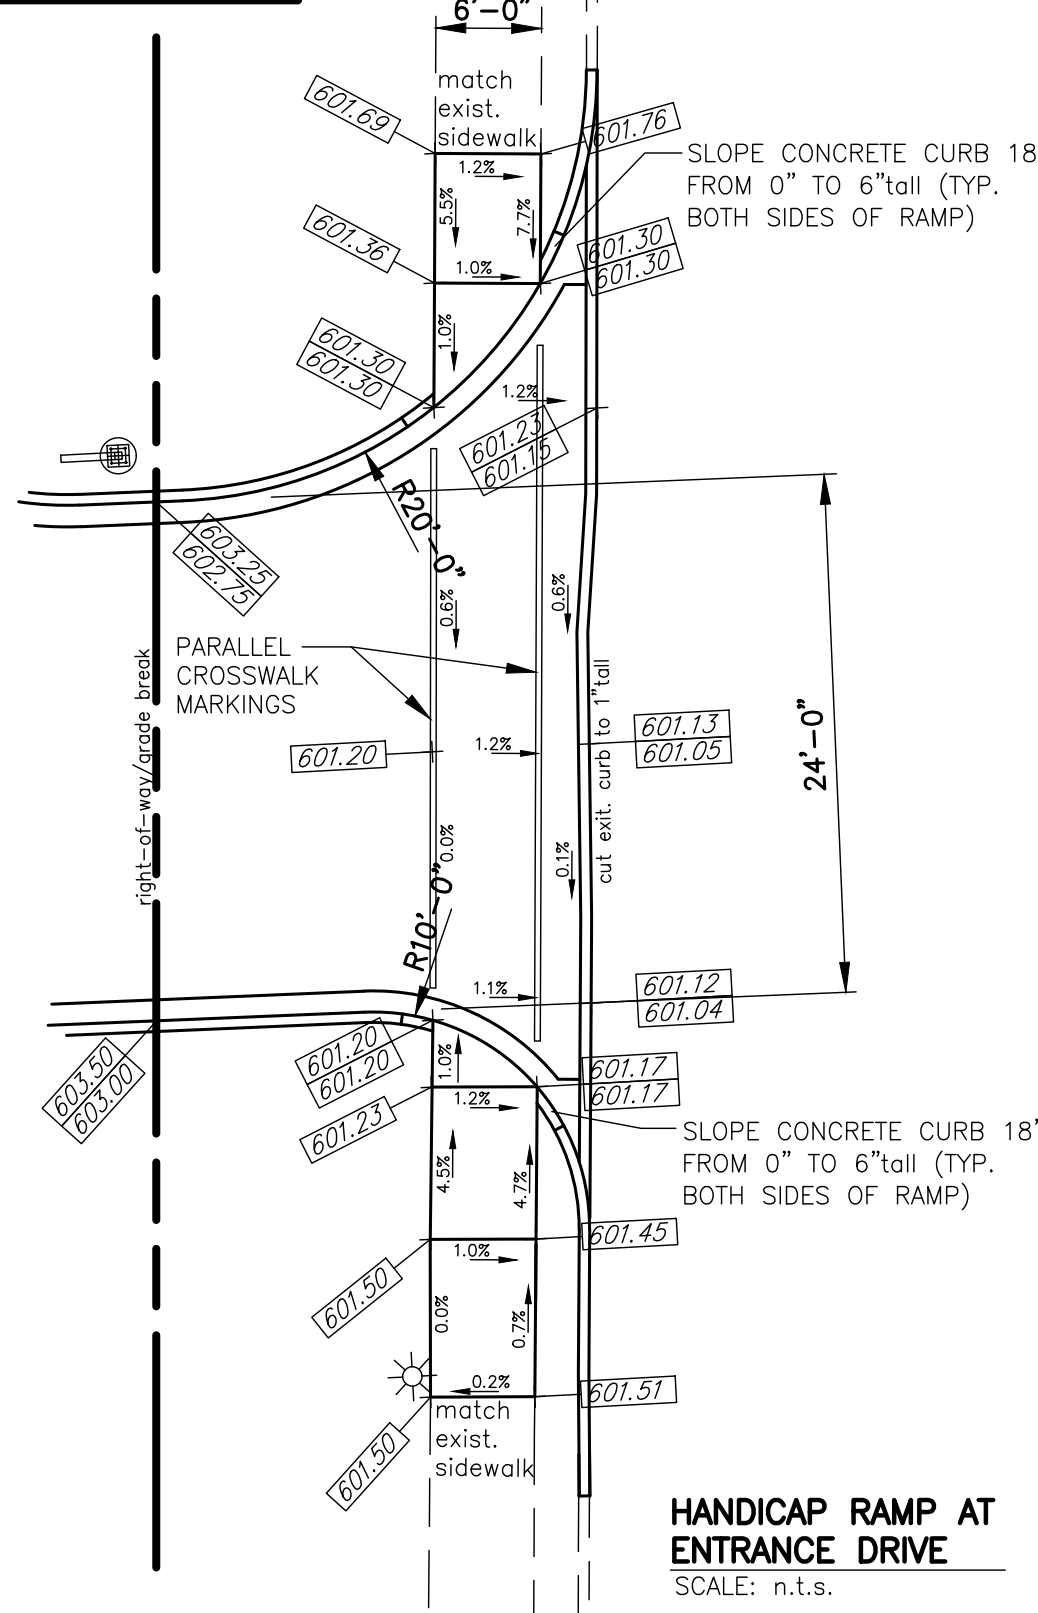 6'-0"
match
exist.
sidewalk
601.69
601.76
SLOPE CONCRETE CURB 18
FROM 0" TO 6"tall (TYP.
BOTH SIDES OF RAMP)
1.2%
5.5%
7.7%
601.36
601.30
601.30
1.0%
1.0%
601.30
601.30
1.2%
601.23
601.15
R20'-0"
603.25
602.75
0.6%
0.6%
PARALLEL
CROSSWALK
MARKINGS
right-of-way/grade break
cut exit. curb to 1"tall
601.20
1.2%
601.13
601.05
24'-0"
0.0%
0.1%
R10'-0"
1.1%
601.12
601.04
603.50
603.00
601.20
601.20
1.0%
601.17
601.17
601.23
1.2%
SLOPE CONCRETE CURB 18'
FROM 0" TO 6"tall (TYP.
BOTH SIDES OF RAMP)
4.5%
4.7%
601.45
601.50
1.0%
0.0%
0.7%
0.2%
601.51
601.50
match
exist.
sidewalk
HANDICAP RAMP AT
ENTRANCE DRIVE
SCALE: n.t.s.